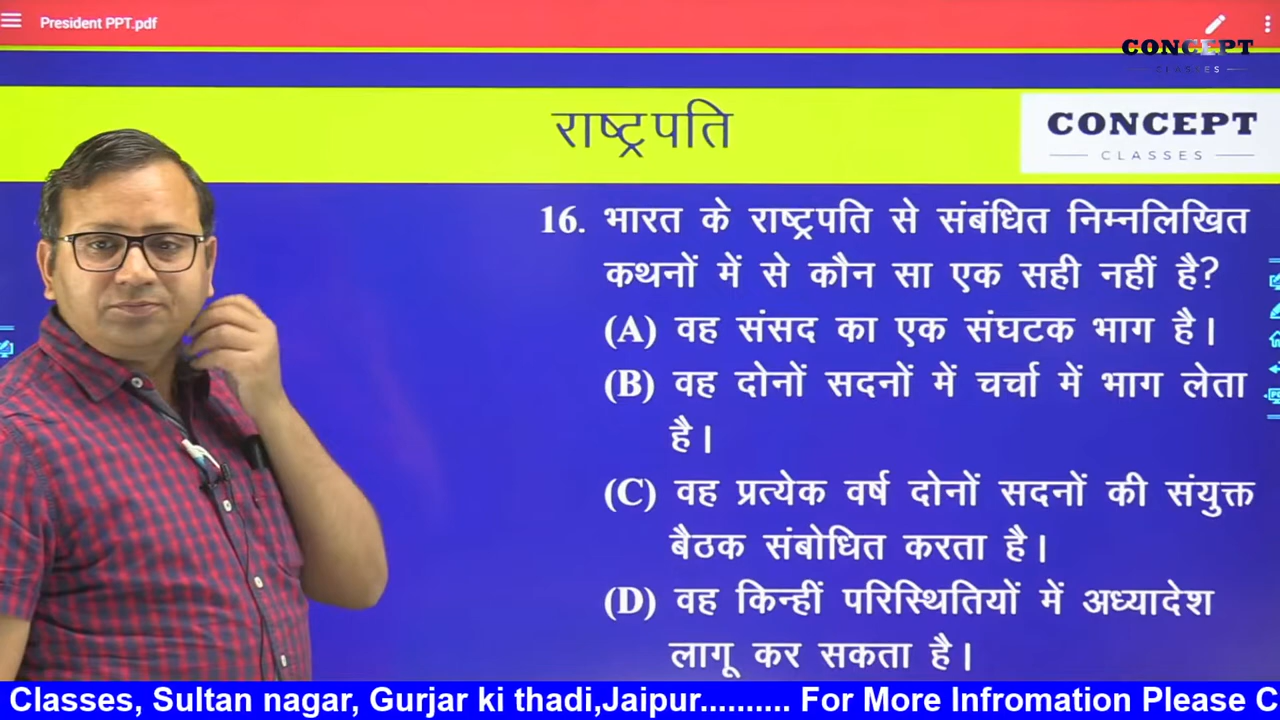 President PPT.pdf
CONCEPT
CLASSES
राष्ट्रपति
CONCEPT
CLASSES
16. भारत के राष्ट्रपति से संबंधित निम्नलिखित
कथनों में से कौन सा एक सही नहीं है?
(A) वह संसद का एक संघटक भाग है।
(B) वह दोनों सदनों में चर्चा में भाग लेता
है।
(C) वह प्रत्येक वर्ष दोनों सदनों की संयुक्त
बैठक संबोधित करता है।
(D) वह किन्हीं परिस्थितियों में अध्यादेश
लागू कर सकता है।
Classes, Sultan nagar, Gurjar ki thadi,Jaipur.......... For More Infromation Please C